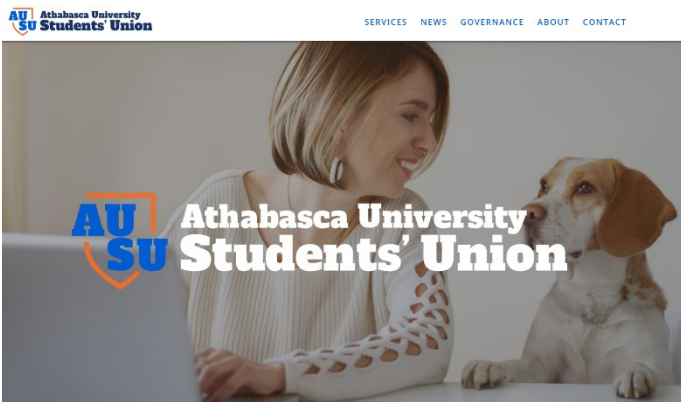 AU
SU
Athabasca University
Students' Union
SERVICES NEWS GOVERNANCE ABOUT CONTACT
AU
SU
Athabasca University
Students' Union